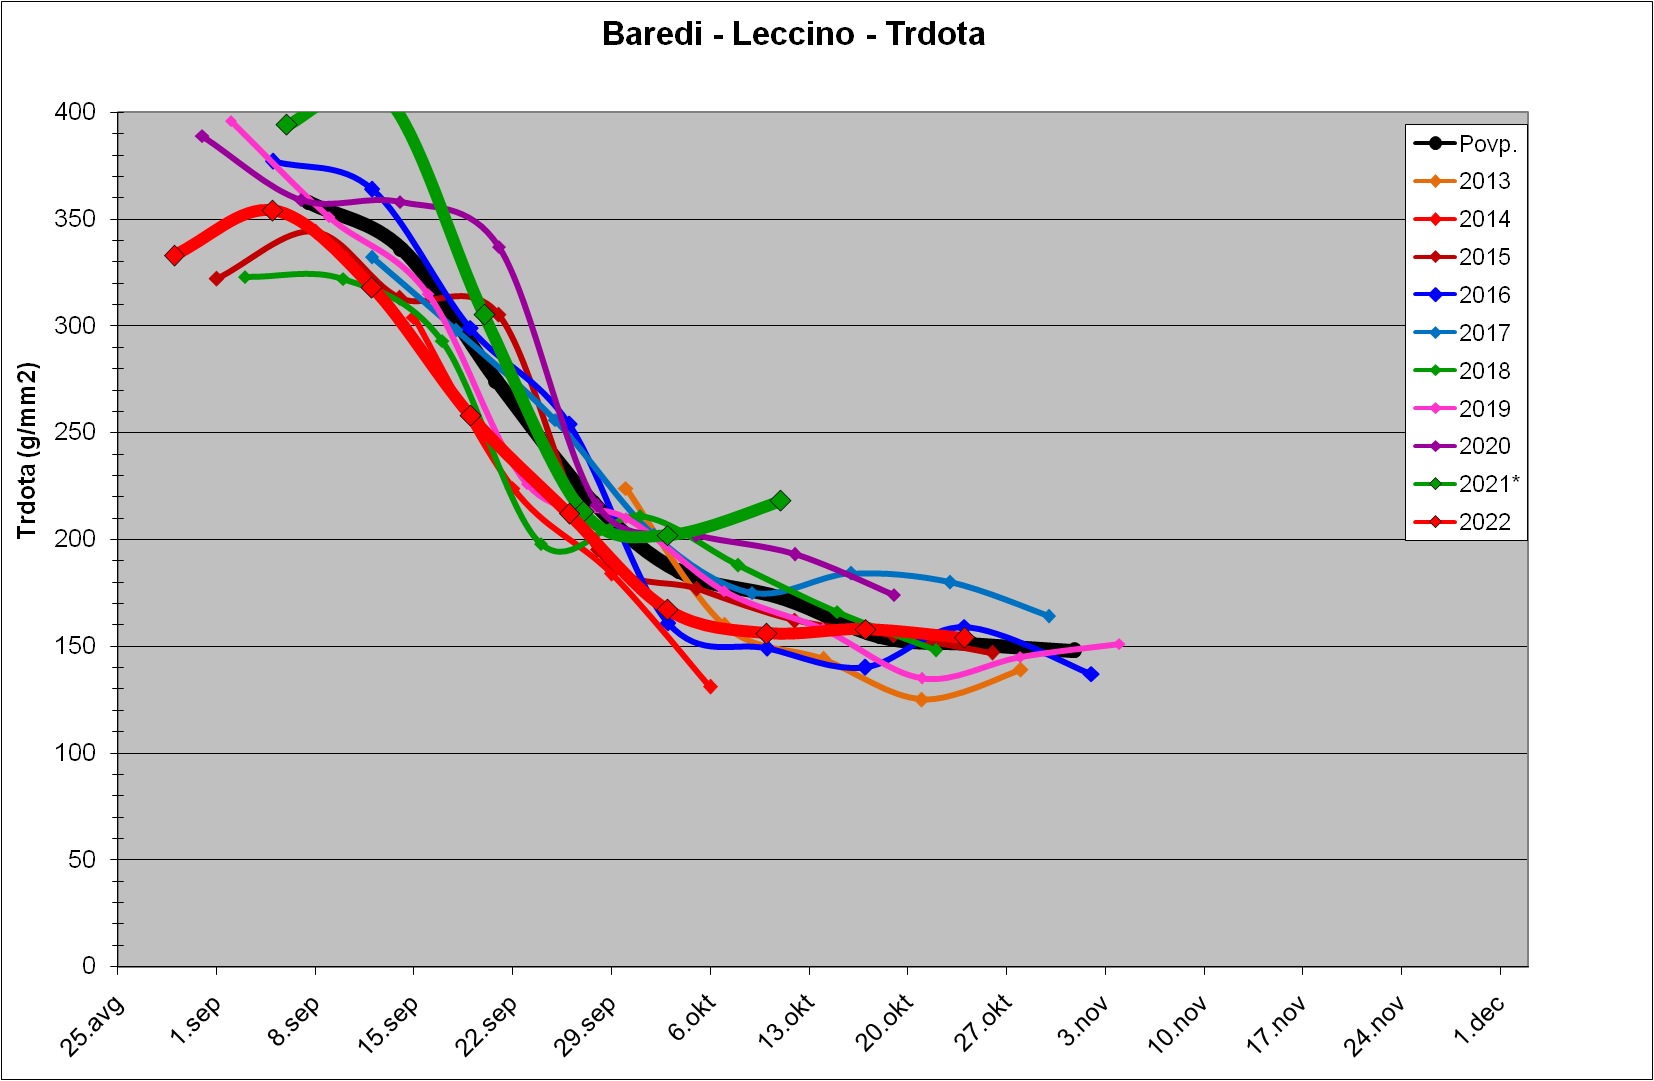 Baredi - Leccino - Trdota
Trdota (g/mm2)
400
350
300
250
200
150
100
50
0
25.avg
1.sep
8.sep
15.sep
22.sep
29.sep
6.okt
13.okt
20.okt
27.okt
3.nov
10.nov
17.nov
24.nov
1.dec
Povp.
2013
2014
2015
2016
2017
2018
2019
2020
2021*
2022